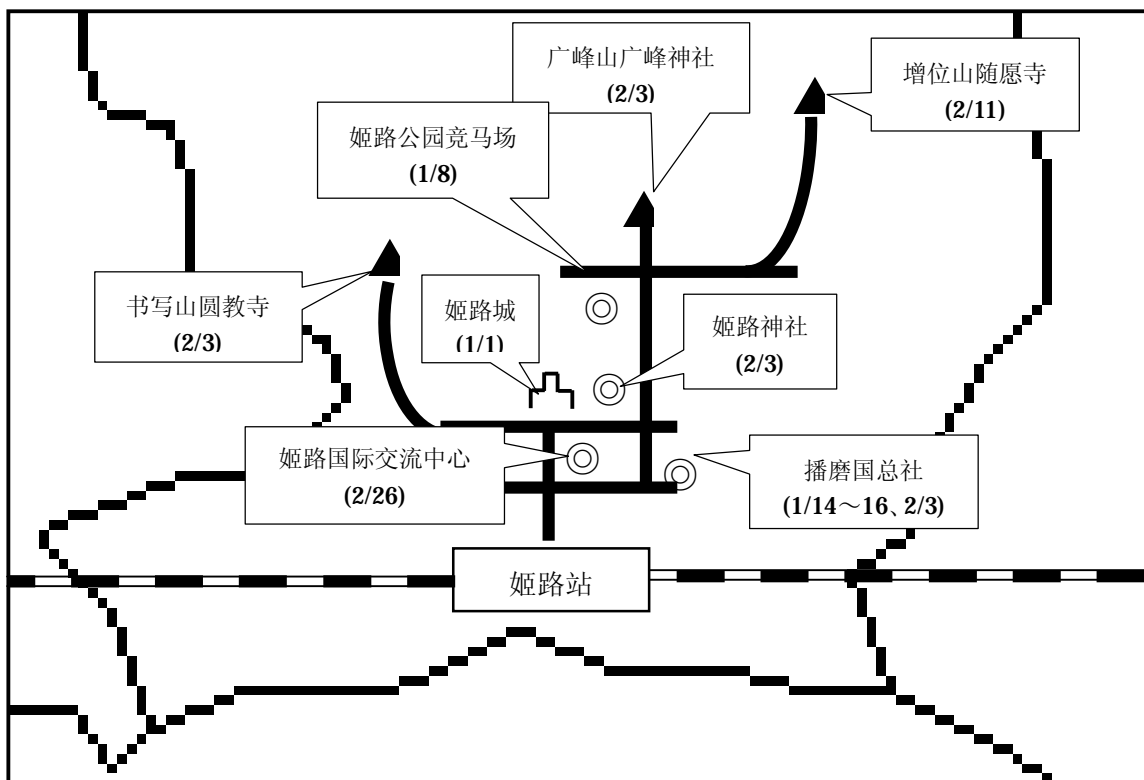 广峰山广峰神社
(2/3)
增位山随愿寺
(2/11)
姬路公园竞马场
(1/8)
书写山圆教寺
(2/3)
姬路城
(1/1)
姬路神社
(2/3)
姬路国际交流中心
(2/26)
播磨国总社
(1/14～16、2/3)
姬路站